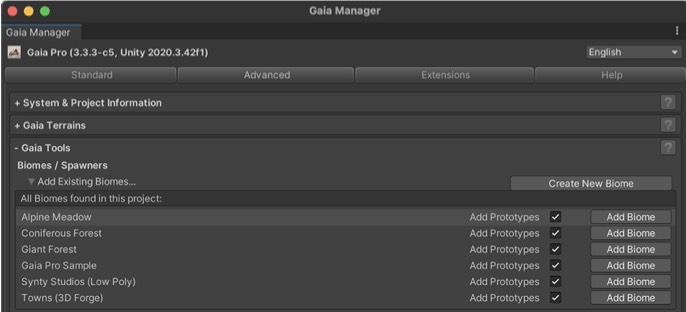 Gaia Manager
Gaia Manager
Gaia Pro (3.3.3-c5, Unity 2020.3.42f1) English
Standard Advanced Extensions Help
+ System & Project Information ?
+ Gaia Terrains ?
- Gaia Tools ?
Biomes / Spawners
Add Existing Biomes... Create New Biome
All Biomes found in this project:
Alpine Meadow Add Prototypes Add Biome
Coniferous Forest Add Prototypes Add Biome
Giant Forest Add Prototypes Add Biome
Gaia Pro Sample Add Prototypes Add Biome
Synty Studios (Low Poly) Add Prototypes Add Biome
Towns (3D Forge) Add Prototypes Add Biome